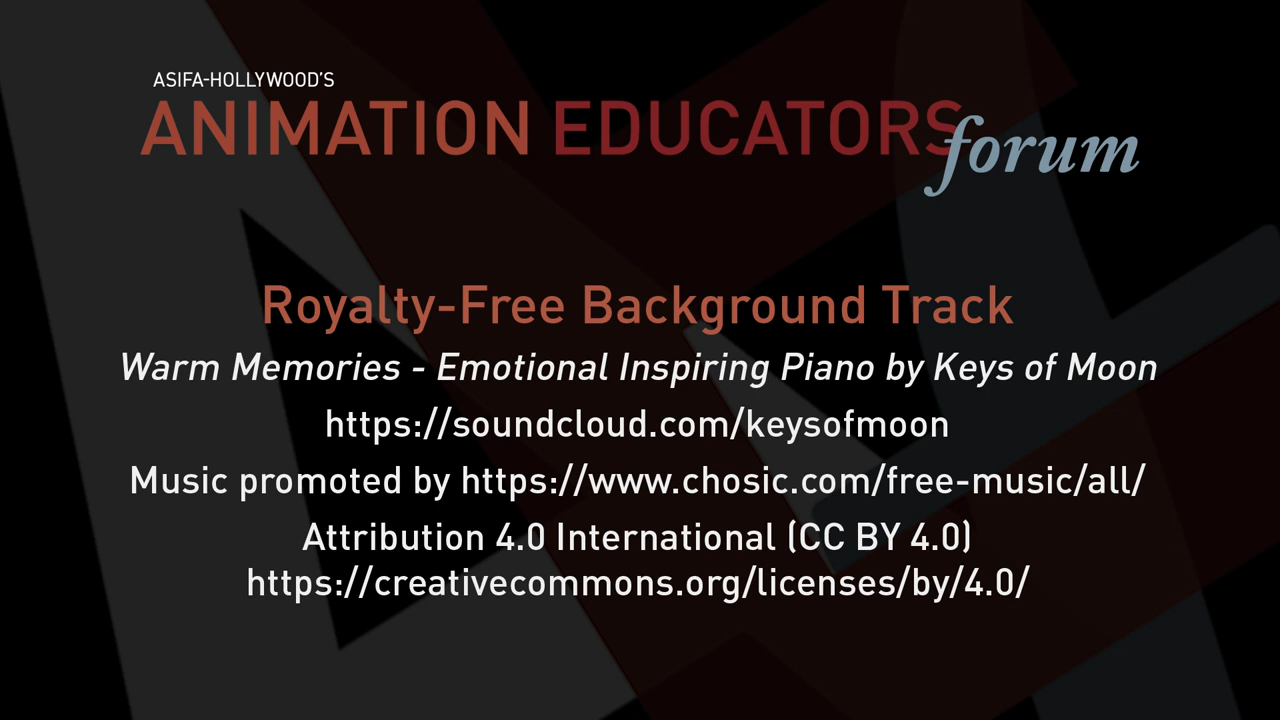 ASIFA-HOLLYWOOD'S
ANIMATION EDUCATORS forum
Royalty-Free Background Track
Warm Memories - Emotional Inspiring Piano by Keys of Moon
https://soundcloud.com/keysofmoon
Music promoted by https://www.chosic.com/free-music/all/
Attribution 4.0 International (CC BY 4.0)
https://creativecommons.org/licenses/by/4.0/